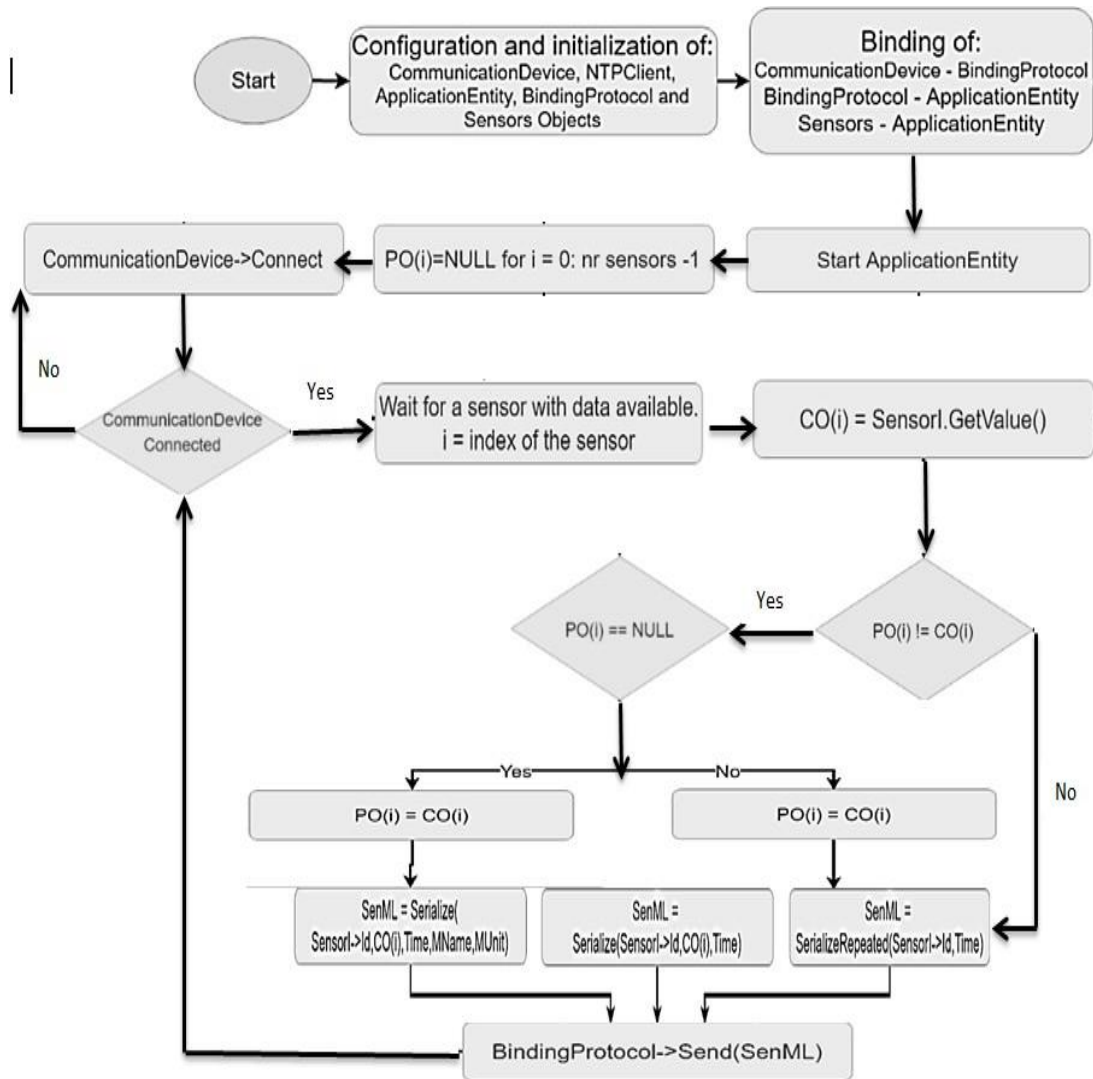 Start
Configuration and initialization of:
CommunicationDevice, NTPClient,
ApplicationEntity, BindingProtocol and
Sensors Objects
Binding of:
CommunicationDevice - BindingProtocol
BindingProtocol - ApplicationEntity
Sensors - ApplicationEntity
CommunicationDevice->Connect
PO(i)=NULL for i = 0: nr sensors -1
Start ApplicationEntity
No
CommunicationDevice
Connected
Yes
Wait for a sensor with data available.
i = index of the sensor
CO(i) = SensorI.GetValue()
PO(i) == NULL
Yes
PO(i) != CO(i)
Yes
No
No
PO(i) = CO(i)
PO(i) = CO(i)
SenML = Serialize(
SensorI->Id,CO(i),Time,MName,MUnit)
SenML =
Serialize(SensorI->Id,CO(i),Time)
SenML =
SerializeRepeated(SensorI->Id,Time)
BindingProtocol->Send(SenML)